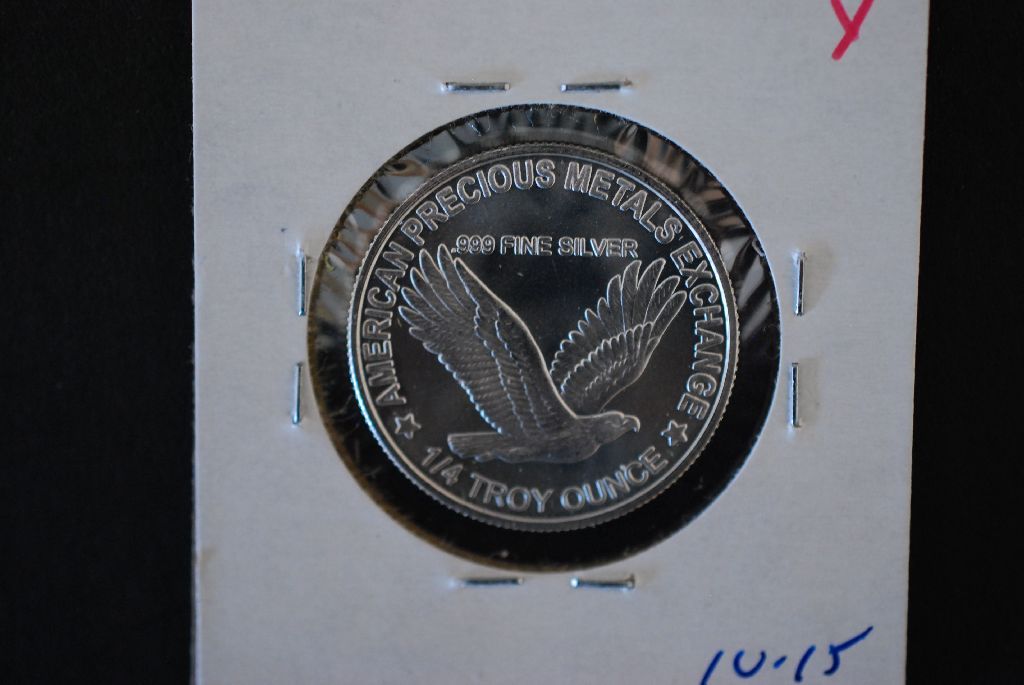 Y
AMERICAN PRECIOUS METALS EXCHANGE
.999 FINE SILVER
1/4 TROY OUNCE
10-15